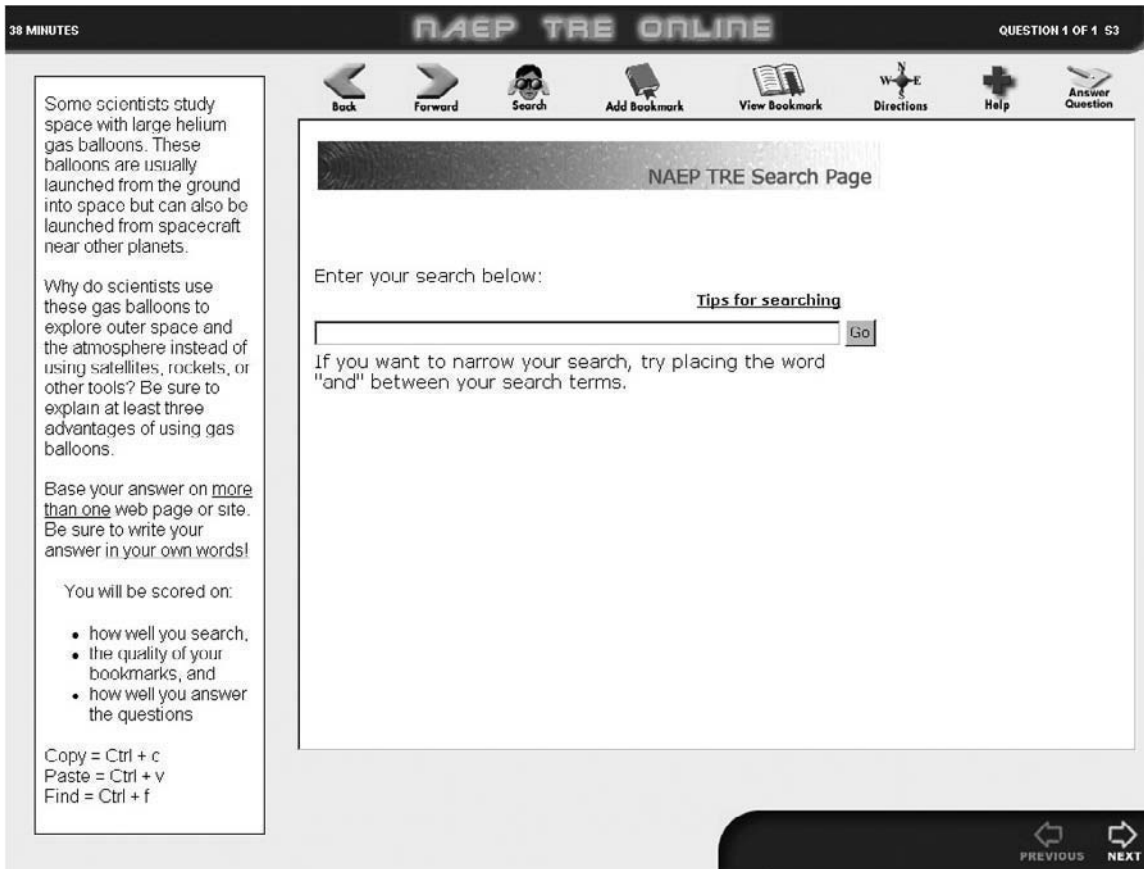 38 MINUTES
NAEP TRE ONLINE
QUESTION 1 OF 1 S3
Back
Forward
Search
Add Bookmark
View Bookmark
N
W E
S
Directions
Help
Answer
Question
Some scientists study
space with large helium
gas balloons. These
balloons are usually
launched from the ground
into space but can also be
launched from spacecraft
near other planets.
Why do scientists use
these gas balloons to
explore outer space and
the atmosphere instead of
using satellites, rockets, or
other tools? Be sure to
explain at least three
advantages of using gas
balloons.
Base your answer on more
than one web page or site.
Be sure to write your
answer in your own words!
You will be scored on:
• how well you search,
• the quality of your
bookmarks, and
• how well you answer
the questions
Copy = Ctrl + c
Paste = Ctrl + v
Find = Ctrl + f
NAEP TRE Search Page
Enter your search below:
Tips for searching
Go
If you want to narrow your search, try placing the word
"and" between your search terms.
PREVIOUS
NEXT